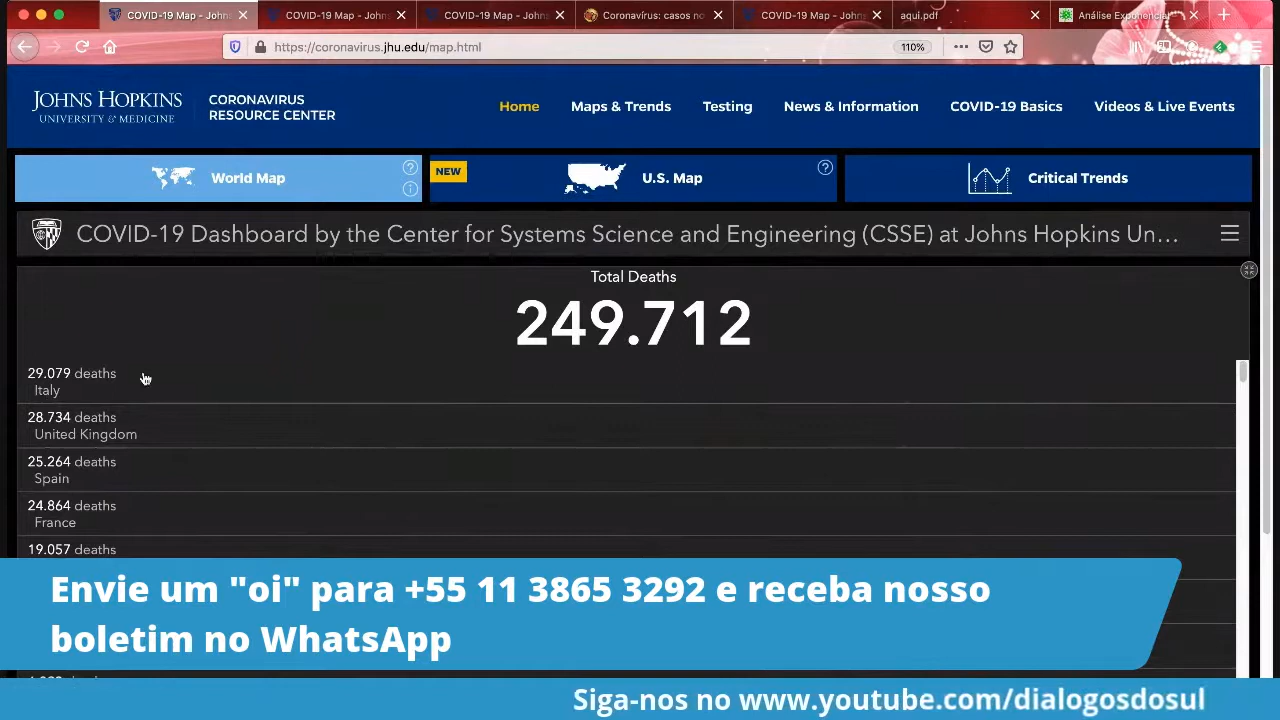 COVID-19 Map - Johns
COVID-19 Map - Johns
COVID-19 Map - Johns
Coronavírus: casos no
COVID-19 Map - Johns
aqui.pdf
Análise Exponencial
https://coronavirus.jhu.edu/map.html
110%
JOHNS HOPKINS
UNIVERSITY & MEDICINE
CORONAVIRUS
RESOURCE CENTER
Home
Maps & Trends
Testing
News & Information
COVID-19 Basics
Videos & Live Events
World Map
NEW
U.S. Map
Critical Trends
COVID-19 Dashboard by the Center for Systems Science and Engineering (CSSE) at Johns Hopkins Un...
Total Deaths
249.712
29.079 deaths
Italy
28.734 deaths
United Kingdom
25.264 deaths
Spain
24.864 deaths
France
19.057 deaths
Envie um "oi" para +55 11 3865 3292 e receba nosso
boletim no WhatsApp
Siga-nos no www.youtube.com/dialogosdosul